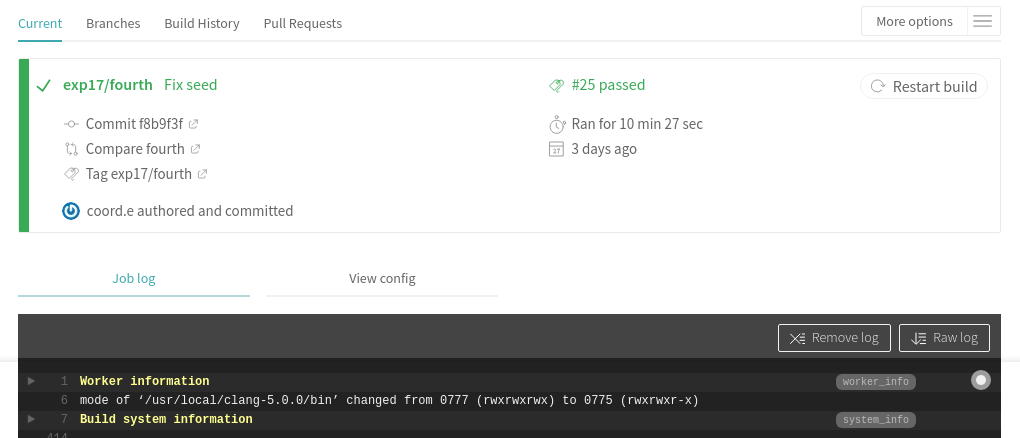 Current Branches Build History Pull Requests More options
exp17/fourth Fix seed #25 passed Restart build
Commit f8b9f3f Ran for 10 min 27 sec
Compare fourth 27 3 days ago
Tag exp17/fourth
coord.e authored and committed
Job log View config
Remove log Raw log
1 Worker information worker_info
6 mode of ‘/usr/local/clang-5.0.0/bin’ changed from 0777 (rwxrwxrwx) to 0775 (rwxrwxr-x)
7 Build system information system_info